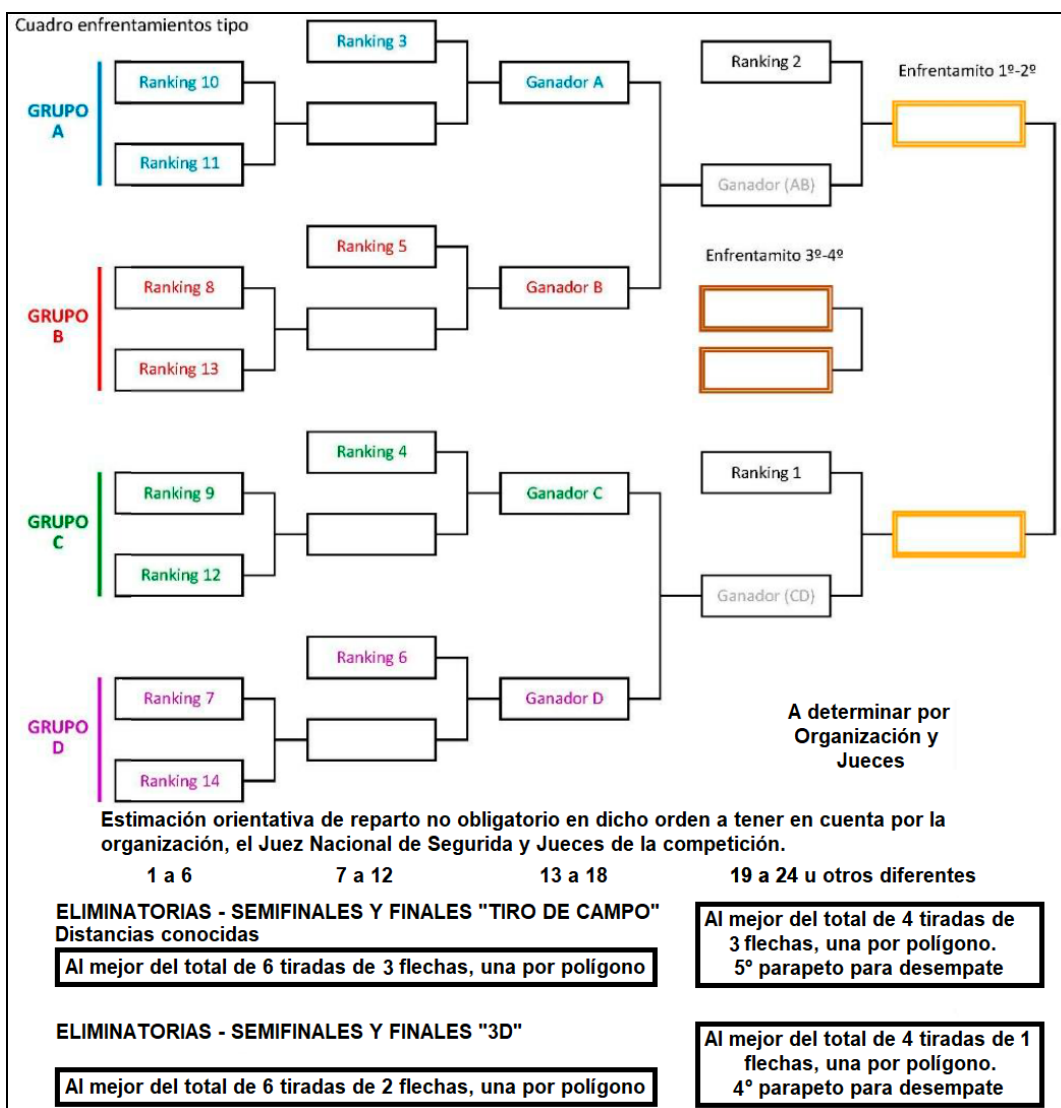 Cuadro enfrentamientos tipo
Ranking 3
Ranking 2
Enfrentamito 1º-2º
Ranking 10
Ganador A
GRUPO
A
Ranking 11
Ganador (AB)
Ranking 5
Enfrentamito 3º-4º
Ranking 8
Ganador B
GRUPO
B
Ranking 13
Ranking 4
Ranking 1
Ranking 9
Ganador C
GRUPO
C
Ranking 12
Ganador (CD)
Ranking 6
Ranking 7
Ganador D
GRUPO
D
Ranking 14
A determinar por
Organización y
Jueces
Estimación orientativa de reparto no obligatorio en dicho orden a tener en cuenta por la
organización, el Juez Nacional de Segurida y Jueces de la competición.
1 a 6
7 a 12
13 a 18
19 a 24 u otros diferentes
ELIMINATORIAS - SEMIFINALES Y FINALES "TIRO DE CAMPO"
Distancias conocidas
Al mejor del total de 6 tiradas de 3 flechas, una por polígono
Al mejor del total de 4 tiradas de
3 flechas, una por polígono.
5º parapeto para desempate
ELIMINATORIAS - SEMIFINALES Y FINALES "3D"
Al mejor del total de 6 tiradas de 2 flechas, una por polígono
Al mejor del total de 4 tiradas de 1
flechas, una por polígono.
4º parapeto para desempate